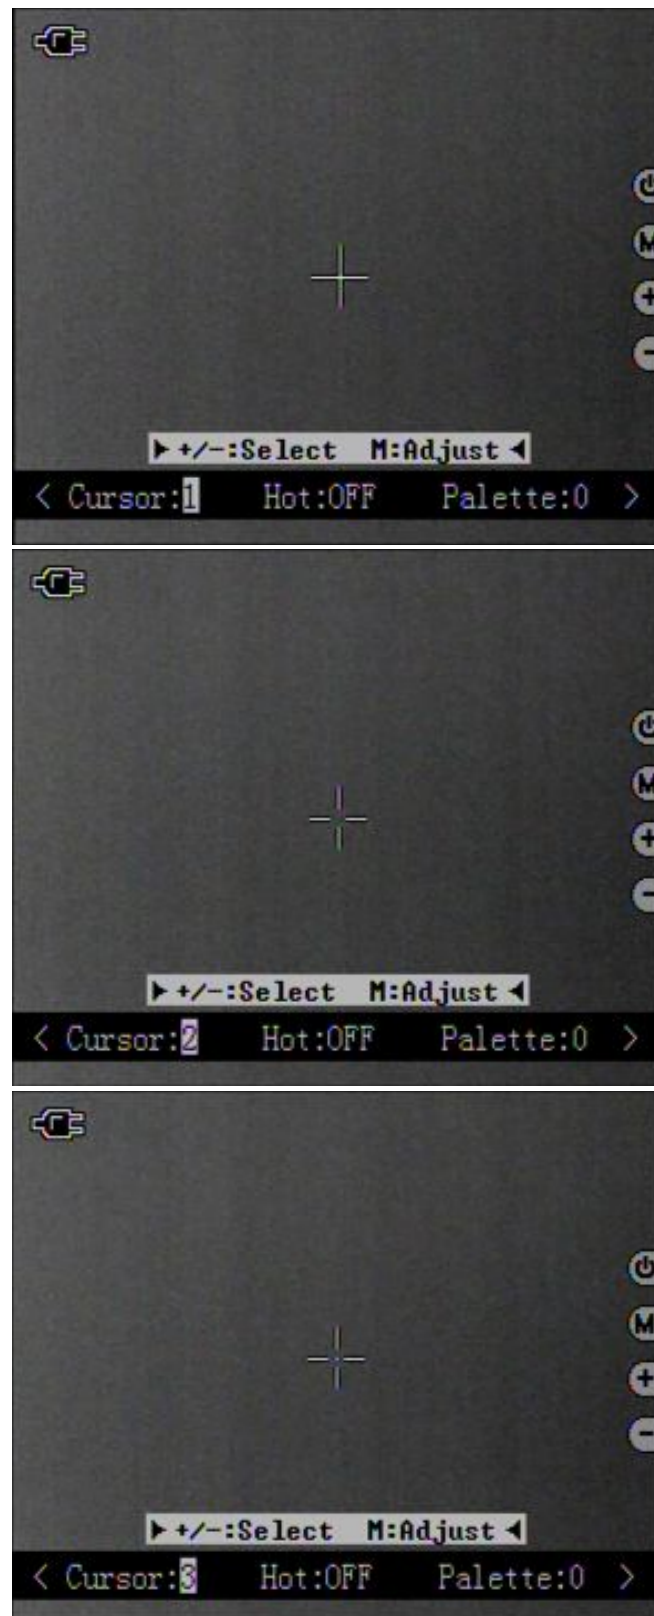 M
+
-
+/-:Select M:Adjust
< Cursor:1 Hot:OFF Palette:0 >
M
+
-
+/-:Select M:Adjust
< Cursor:2 Hot:OFF Palette:0 >
M
+
-
+/-:Select M:Adjust
< Cursor:3 Hot:OFF Palette:0 >